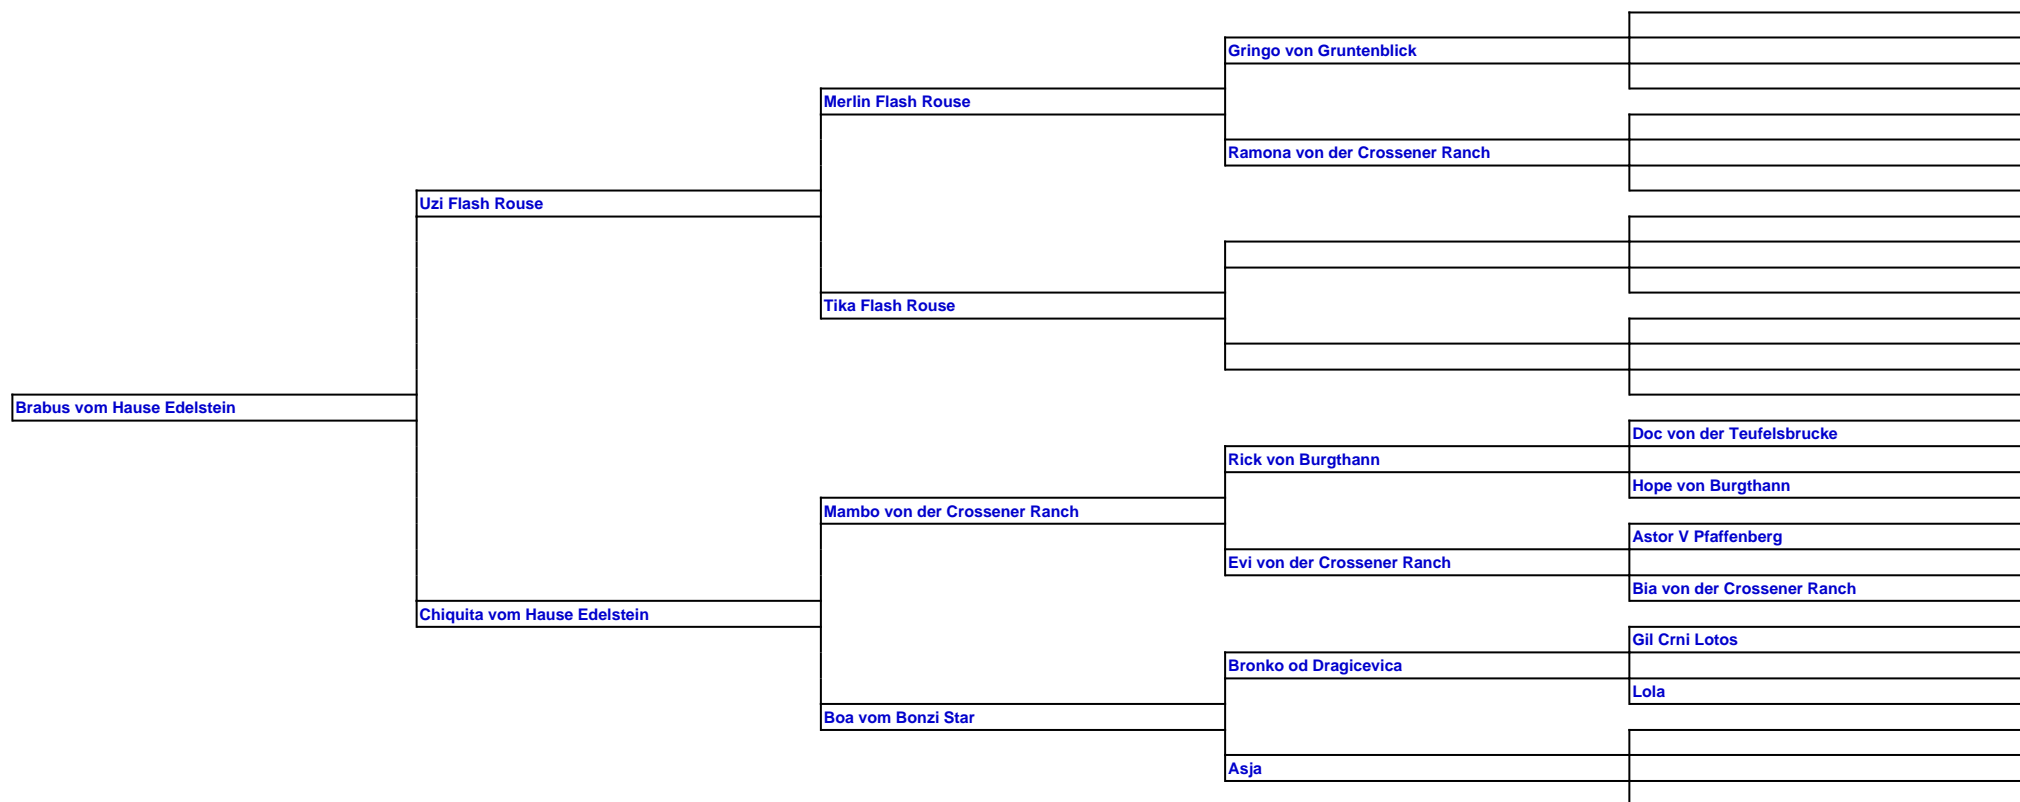 Gringo von Gruntenblick
Merlin Flash Rouse
Ramona von der Crossener Ranch
Uzi Flash Rouse
Tika Flash Rouse
Brabus vom Hause Edelstein
Doc von der Teufelsbrucke
Rick von Burgthann
Hope von Burgthann
Mambo von der Crossener Ranch
Astor V Pfaffenberg
Evi von der Crossener Ranch
Bia von der Crossener Ranch
Chiquita vom Hause Edelstein
Gil Crni Lotos
Bronko od Dragicevica
Lola
Boa vom Bonzi Star
Asja